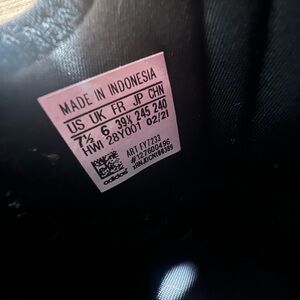 MADE IN INDONESIA
US UK FR JP CHN
7½ 6 39⅓ 245 240
HWI 28Y001 02/21
ART FY7233
#127600496
adidas